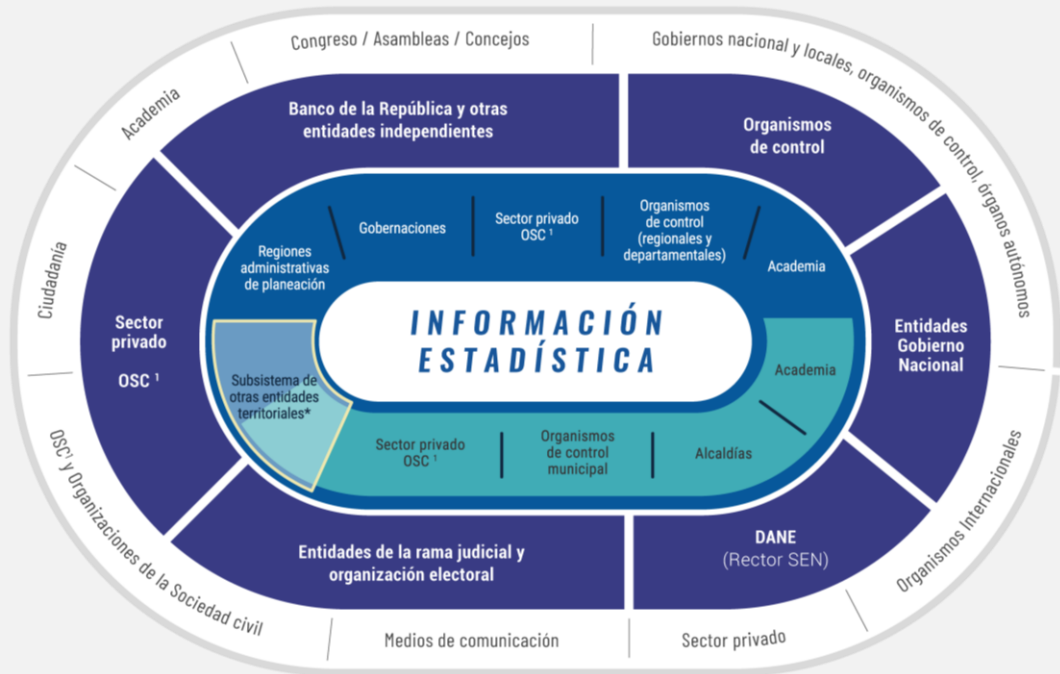 Congreso / Asambleas / Concejos
Gobiernos nacional y locales, organismos de control, órganos autónomos
Academia
Ciudadanía
Banco de la República y otras
entidades independientes
Organismos
de control
Regiones
administrativas
de planeación
Gobernaciones
Sector privado
OSC ¹
Organismos
de control
(regionales y
departamentales)
Academia
Sector
privado
OSC ¹
INFORMACIÓN
ESTADÍSTICA
Entidades
Gobierno
Nacional
Subsistema de
otras entidades
territoriales*
Sector privado
OSC ¹
Organismos
de control
municipal
Alcaldías
Academia
Entidades de la rama judicial y
organización electoral
DANE
(Rector SEN)
OSC¹ y Organizaciones de la Sociedad civil
Medios de comunicación
Sector privado
Organismos Internacionales